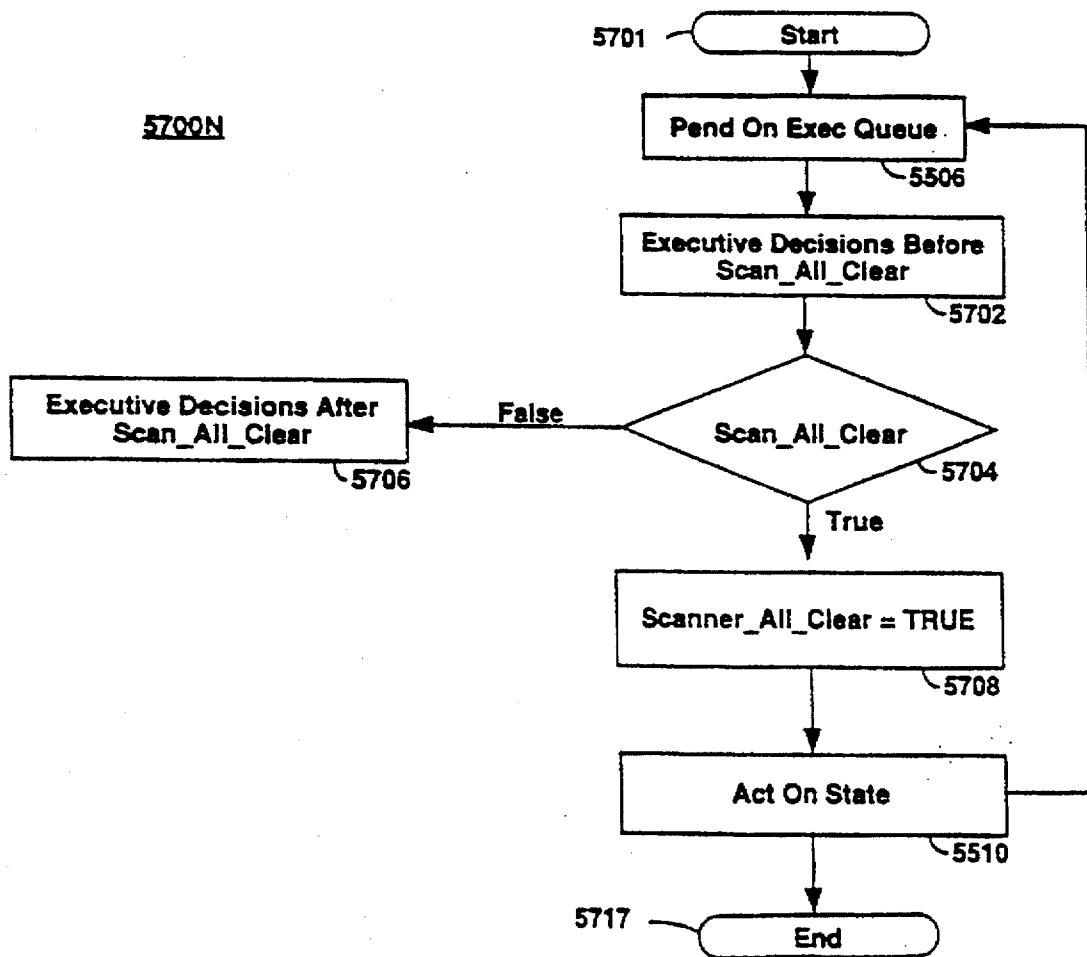 5701
Start
5700N
Pend On Exec Queue
5506
Executive Decisions Before
Scan_All_Clear
5702
Executive Decisions After
Scan_All_Clear
5706
False
Scan_All_Clear
5704
True
Scanner_All_Clear = TRUE
5708
Act On State
5510
5717
End